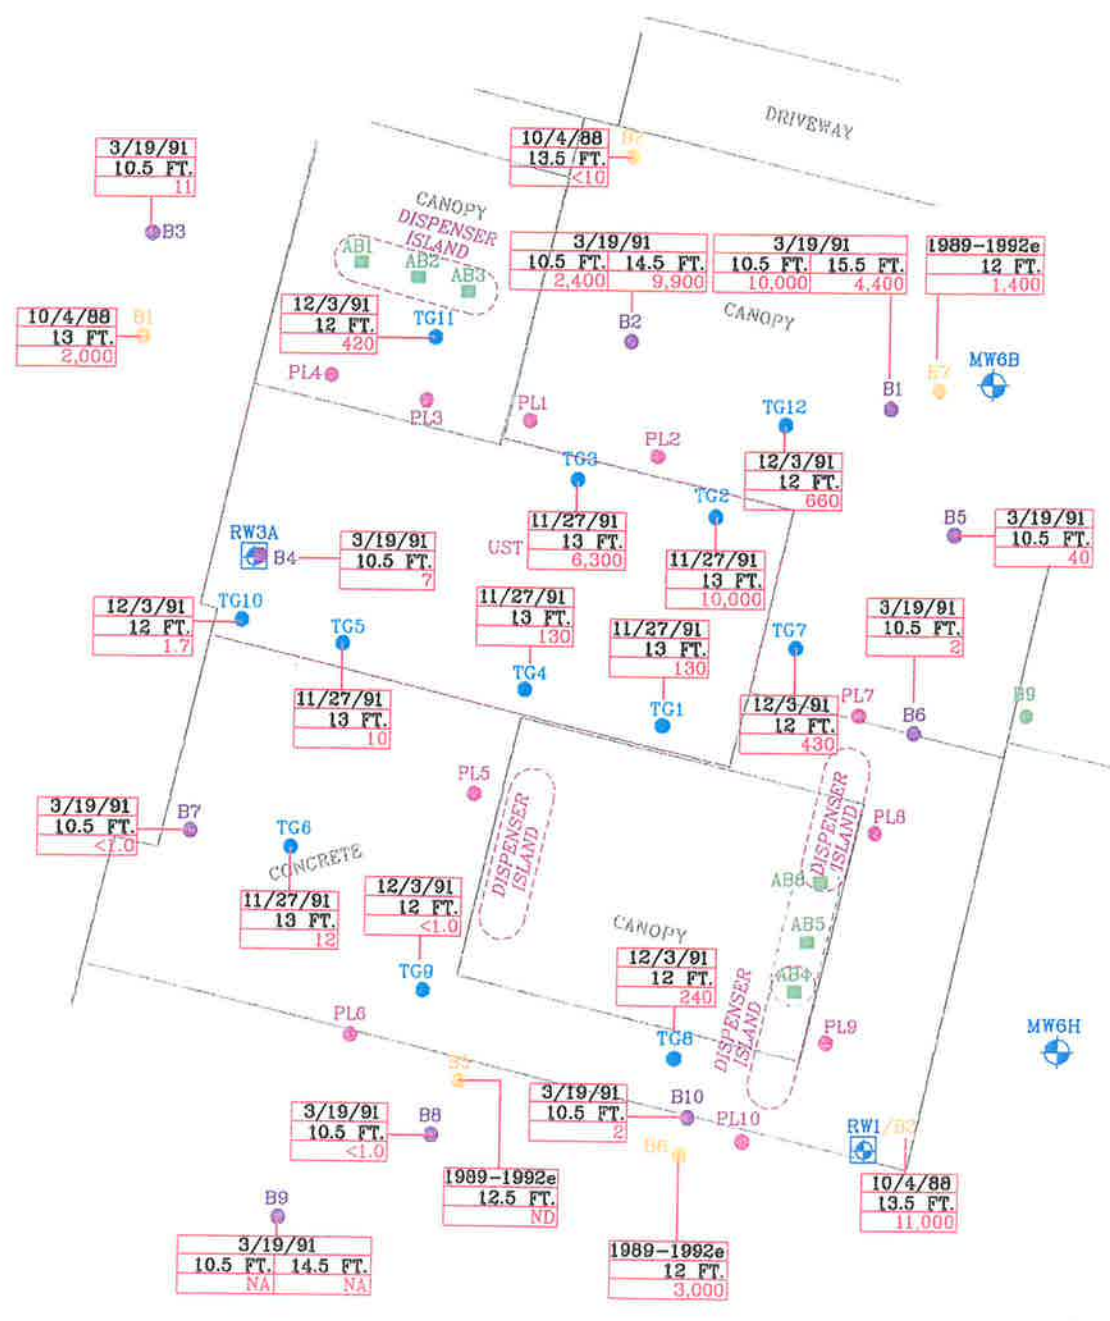 DRIVEWAY
10/4/88
13.5 FT.
<10
B2
3/19/91
10.5 FT.
11
B3
CANOPY
DISPENSER
ISLAND
AB1
AB2
AB3
3/19/91
10.5 FT. 14.5 FT.
2,400 9,900
B2
3/19/91
10.5 FT. 15.5 FT.
10,000 4,400
B1
1989-1992e
12 FT.
1,400
MW6B
CANOPY
10/4/88
13 FT.
2,000
B1
12/3/91
12 FT.
420
TG11
PL4
PL3
PL1
PL2
TG12
12/3/91
12 FT.
660
TG3
11/27/91
13 FT.
6,300
UST
TG2
11/27/91
13 FT.
10,000
B5
3/19/91
10.5 FT.
40
RW3A
B4
3/19/91
10.5 FT.
7
12/3/91
12 FT.
1.7
TG10
TG5
11/27/91
13 FT.
10
11/27/91
13 FT.
130
TG4
11/27/91
13 FT.
130
TG1
TG7
12/3/91
12 FT.
430
3/19/91
10.5 FT.
2
B6
PL7
B9
3/19/91
10.5 FT.
<1.0
B7
TG6
CONCRETE
11/27/91
13 FT.
12
PL5
DISPENSER
ISLAND
DISPENSER
ISLAND
PL8
12/3/91
12 FT.
<1.0
TG9
CANOPY
AB6
AB5
AB4
12/3/91
12 FT.
240
TG8
DISPENSER
ISLAND
PL9
MW6H
PL6
1989-1992e
12.5 FT.
ND
3/19/91
10.5 FT.
<1.0
B8
3/19/91
10.5 FT.
2
B10
PL10
B6
1989-1992e
12 FT.
3,000
RW1
10/4/88
13.5 FT.
11,000
B9
3/19/91
10.5 FT. 14.5 FT.
NA NA